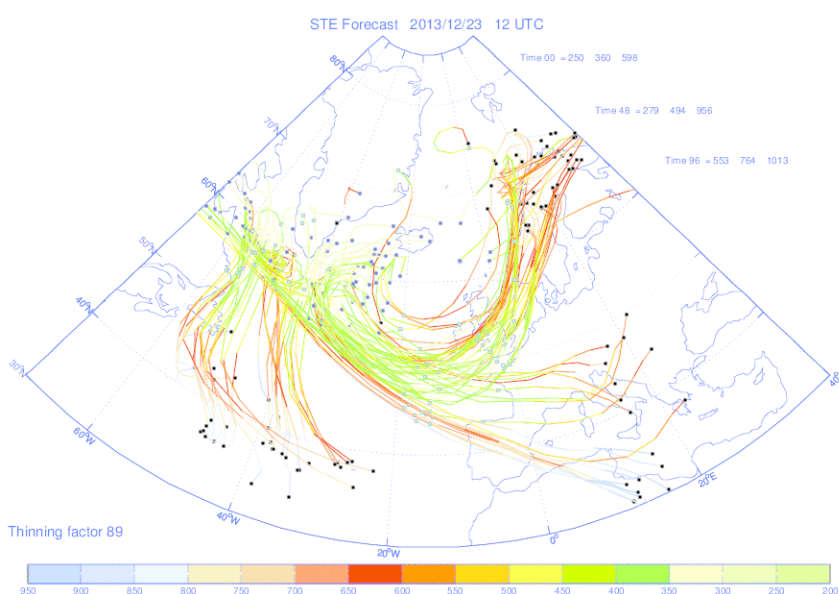 STE Forecast 2013/12/23 12 UTC
Time 00 = 250 360 598
Time 48 = 279 494 956
Time 96 = 553 764 1013
80°N
70°N
60°N
50°N
40°N
30°N
60°W
40°W
20°W
0°
20°E
40°
Thinning factor 89
950 900 850 800 750 700 650 600 550 500 450 400 350 300 250 200